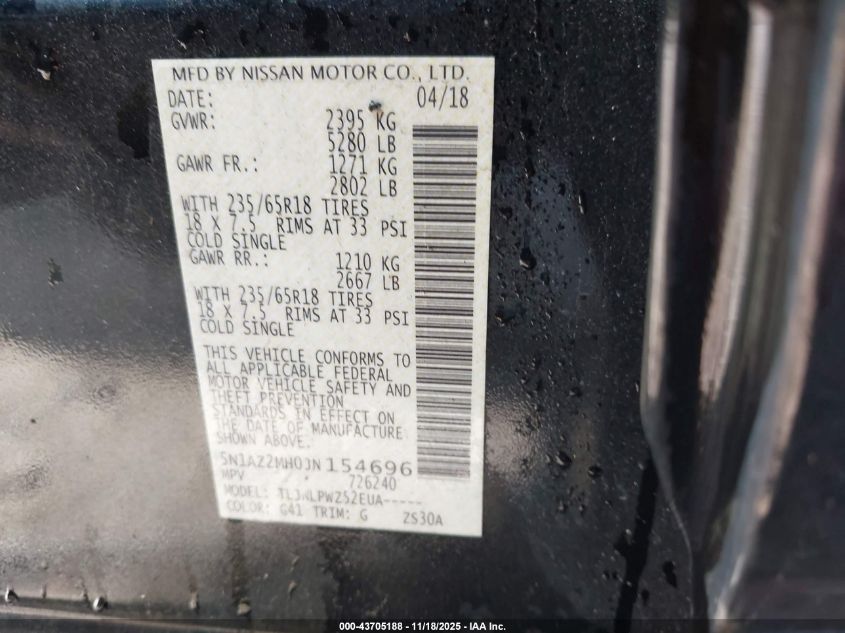 MFD BY NISSAN MOTOR CO., LTD.
DATE: 04/18
GVWR: 2395 KG
5280 LB
GAWR FR.: 1271 KG
2802 LB
WITH 235/65R18 TIRES
18 X 7.5 RIMS AT 33 PSI
COLD SINGLE
GAWR RR.: 1210 KG
2667 LB
WITH 235/65R18 TIRES
18 X 7.5 RIMS AT 33 PSI
COLD SINGLE
THIS VEHICLE CONFORMS TO
ALL APPLICABLE FEDERAL
MOTOR VEHICLE SAFETY AND
THEFT PREVENTION
STANDARDS IN EFFECT ON
THE DATE OF MANUFACTURE
SHOWN ABOVE.
5N1AZ2MH0JN154696
MPV 726240
MODEL: TLJNLPWZ52EUA-----
COLOR: G41 TRIM: G ZS30A
000-43705188 - 11/18/2025 - IAA Inc.